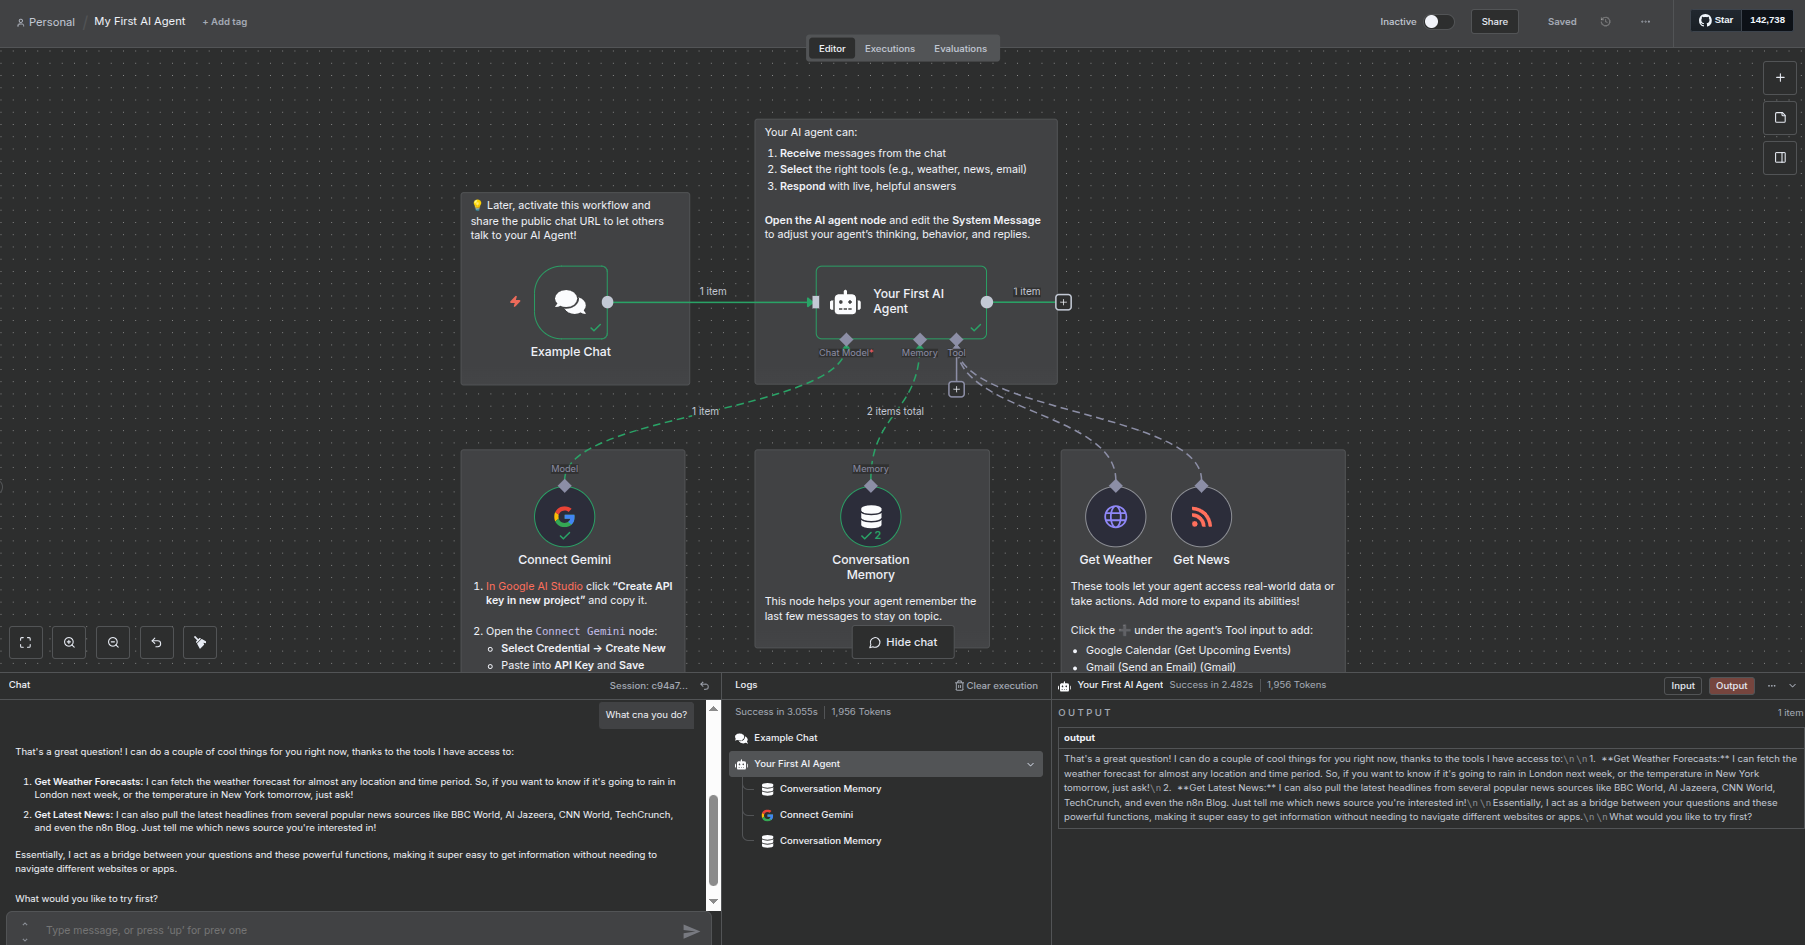 Personal / My First AI Agent + Add tag
Inactive Share Saved ... Star 142,738
Editor Executions Evaluations
Your AI agent can:
1. Receive messages from the chat
2. Select the right tools (e.g., weather, news, email)
3. Respond with live, helpful answers
Open the AI agent node and edit the System Message
to adjust your agent's thinking, behavior, and replies.
💡 Later, activate this workflow and
share the public chat URL to let others
talk to your AI Agent!
1 item
Your First AI
Agent
1 item
Example Chat
Chat Model*
Memory
Tool
1 item
2 items total
Model
Memory
Connect Gemini
1. In Google AI Studio click “Create API
key in new project” and copy it.
2. Open the Connect Gemini node:
Select Credential → Create New
Paste into API Key and Save
2
Conversation
Memory
This node helps your agent remember the
last few messages to stay on topic.
Hide chat
Get Weather
Get News
These tools let your agent access real-world data or
take actions. Add more to expand its abilities!
Click the ➕ under the agent's Tool input to add:
• Google Calendar (Get Upcoming Events)
• Gmail (Send an Email) (Gmail)
Chat
Session: c94a7...
What cna you do?
That's a great question! I can do a couple of cool things for you right now, thanks to the tools I have access to:
1. Get Weather Forecasts: I can fetch the weather forecast for almost any location and time period. So, if you want to know if it's going to rain in
London next week, or the temperature in New York tomorrow, just ask!
2. Get Latest News: I can also pull the latest headlines from several popular news sources like BBC World, Al Jazeera, CNN World, TechCrunch,
and even the n8n Blog. Just tell me which news source you're interested in!
Essentially, I act as a bridge between your questions and these powerful functions, making it super easy to get information without needing to
navigate different websites or apps.
What would you like to try first?
Type message, or press 'up' for prev one
Logs
Clear execution
Success in 3.055s | 1,956 Tokens
Example Chat
Your First AI Agent
Conversation Memory
Connect Gemini
Conversation Memory
Your First AI Agent Success in 2.482s | 1,956 Tokens
Input Output ...
OUTPUT
1 item
output
That's a great question! I can do a couple of cool things for you right now, thanks to the tools I have access to:\n\n1. **Get Weather Forecasts:** I can fetch the
weather forecast for almost any location and time period. So, if you want to know if it's going to rain in London next week, or the temperature in New York
tomorrow, just ask!\n2. **Get Latest News:** I can also pull the latest headlines from several popular news sources like BBC World, Al Jazeera, CNN World,
TechCrunch, and even the n8n Blog. Just tell me which news source you're interested in!\n\nEssentially, I act as a bridge between your questions and these
powerful functions, making it super easy to get information without needing to navigate different websites or apps.\n\nWhat would you like to try first?